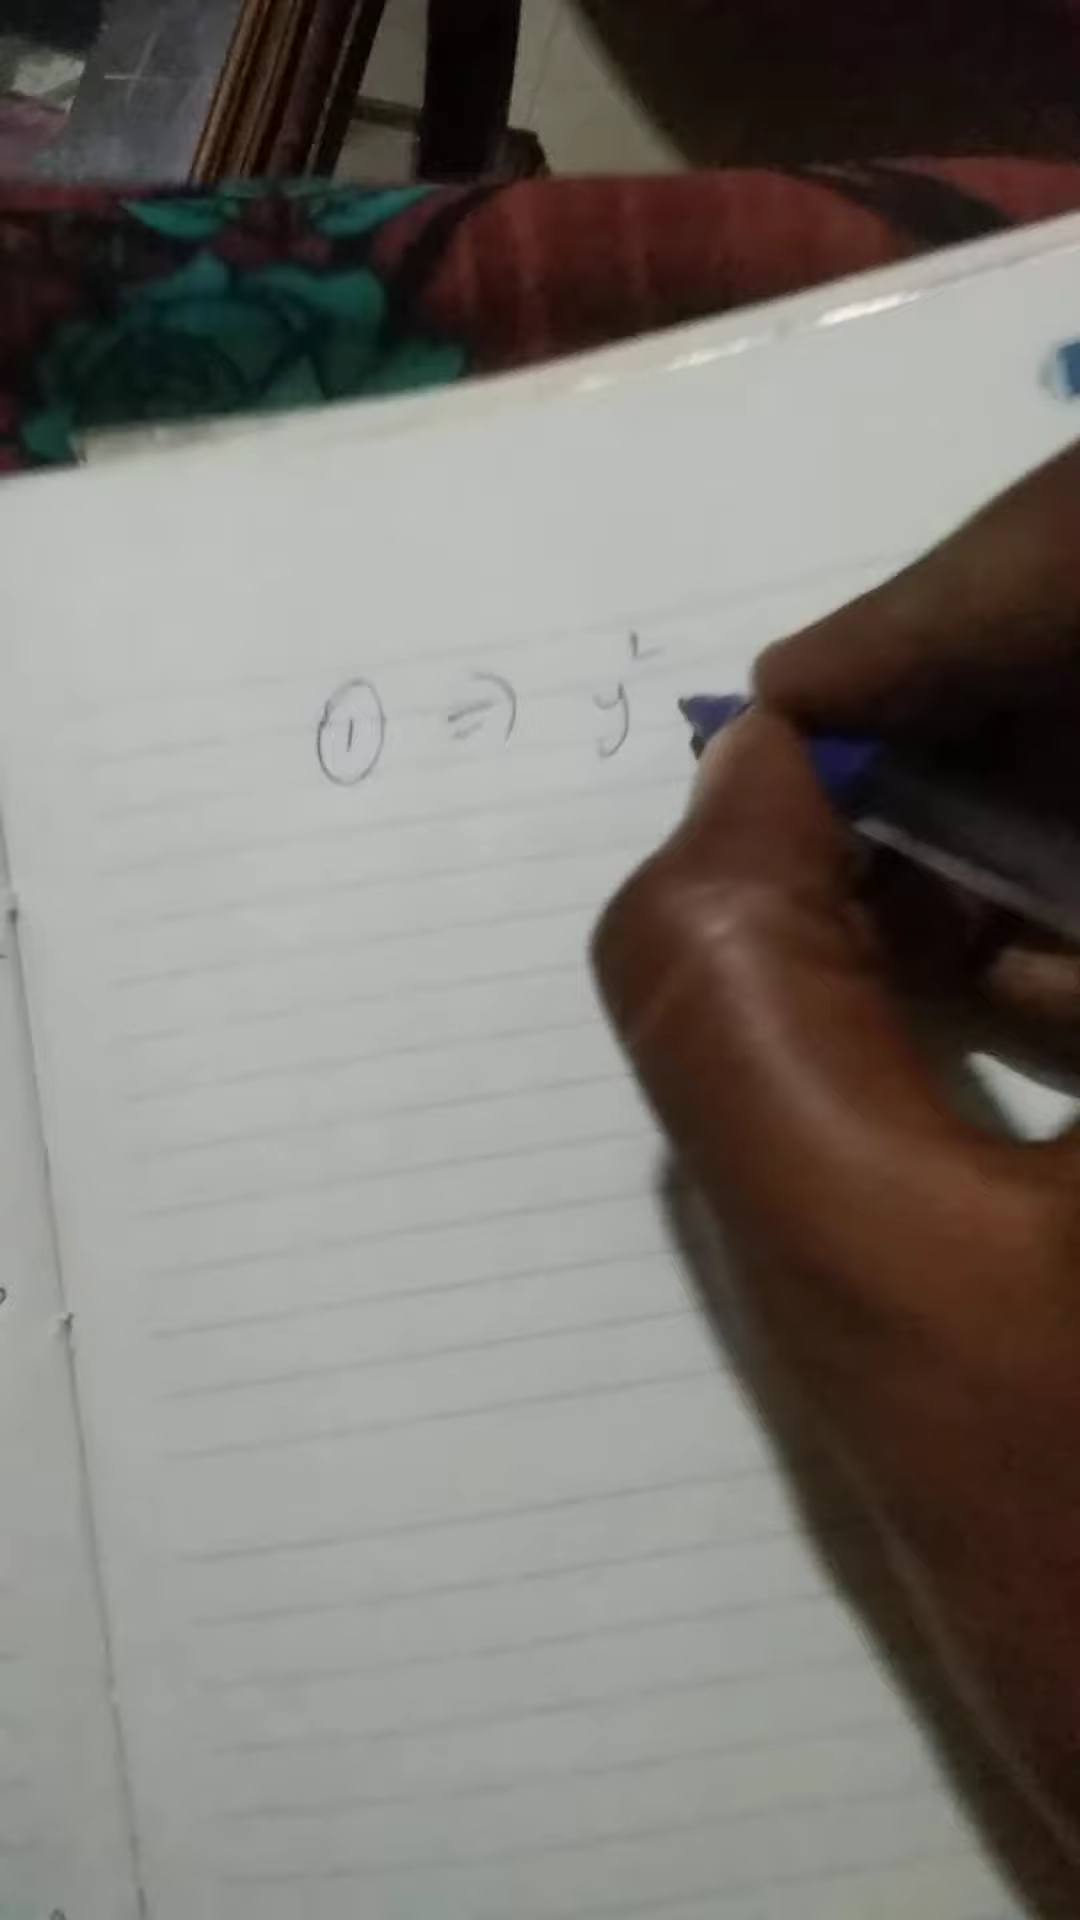 ① ⇒ y²